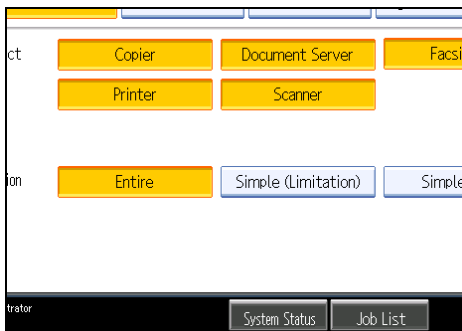 ct Copier Document Server Facsi
Printer Scanner
ion Entire Simple (Limitation) Simple
trator System Status Job List